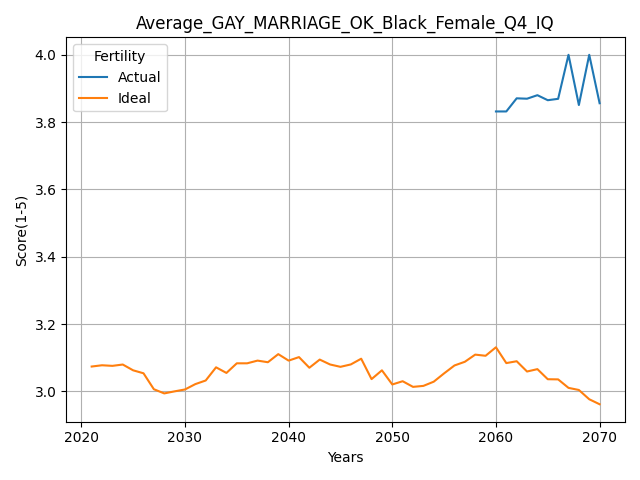 Average_GAY_MARRIAGE_OK_Black_Female_Q4_IQ
Fertility
Actual
Ideal
Score(1-5)
4.0
3.8
3.6
3.4
3.2
3.0
2020 2030 2040 2050 2060 2070
Years